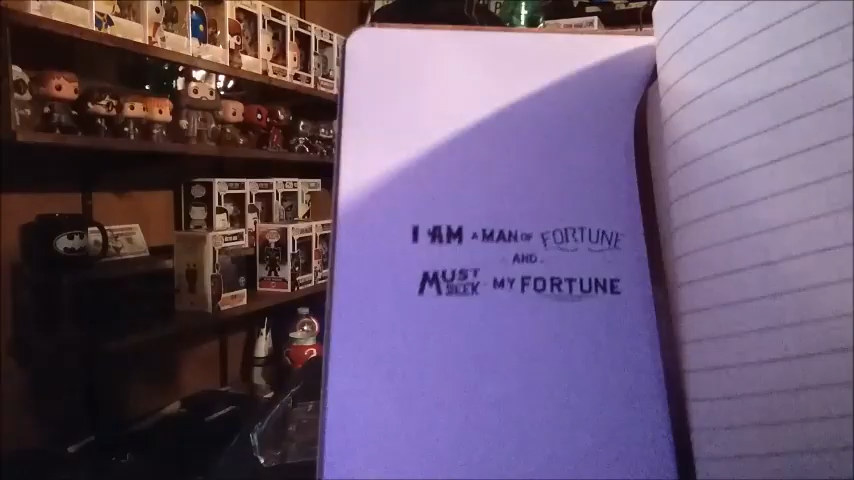 I AM A MAN OF FORTUNE
AND
MUST SEEK MY FORTUNE